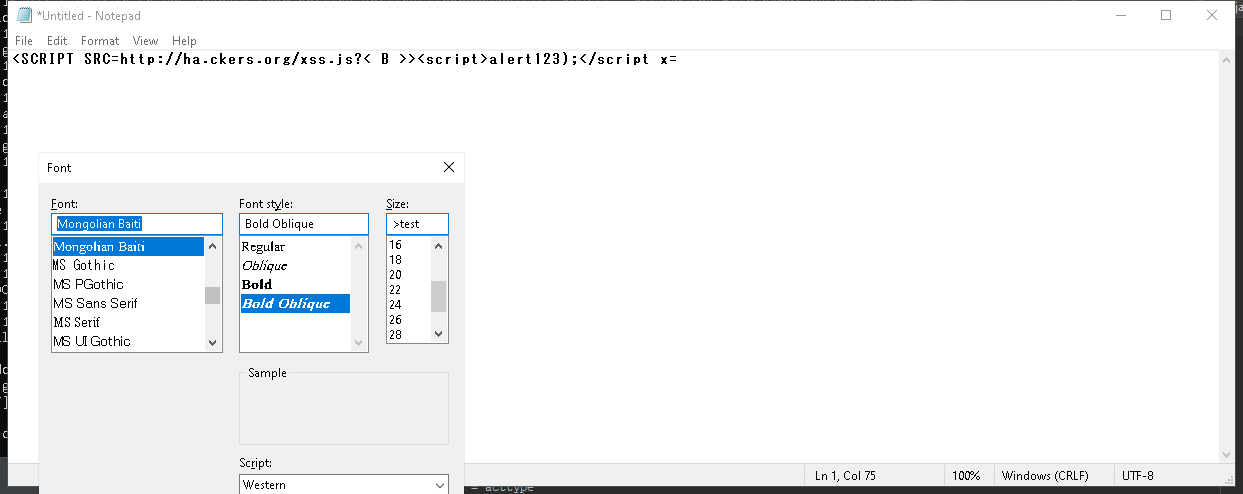 *Untitled - Notepad
File Edit Format View Help
<SCRIPT SRC=http://ha.ckers.org/xss.js?< B >><script>alert123);</script x=
Font
Font: Font style: Size:
Mongolian Baiti Bold Oblique >test
Mongolian Baiti Regular 16
MS Gothic Oblique 18
MS PGothic Bold 20
MS Sans Serif Bold Oblique 22
MS Serif 24
MS UI Gothic 26
28
Sample
Script:
Western
Ln 1, Col 75 100% Windows (CRLF) UTF-8
= acttype